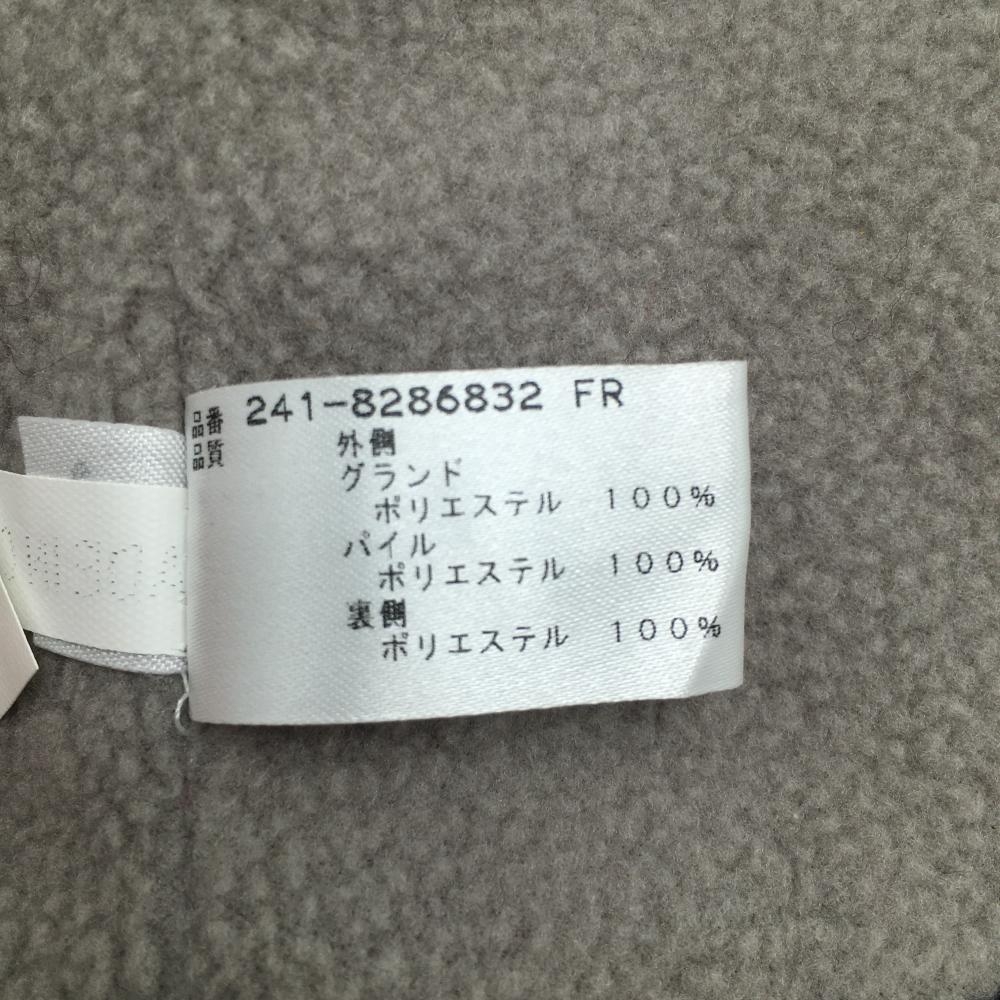 品番 241-8286832 FR
品質
外側
グランド
ポリエステル 100%
パイル
ポリエステル 100%
裏側
ポリエステル 100%